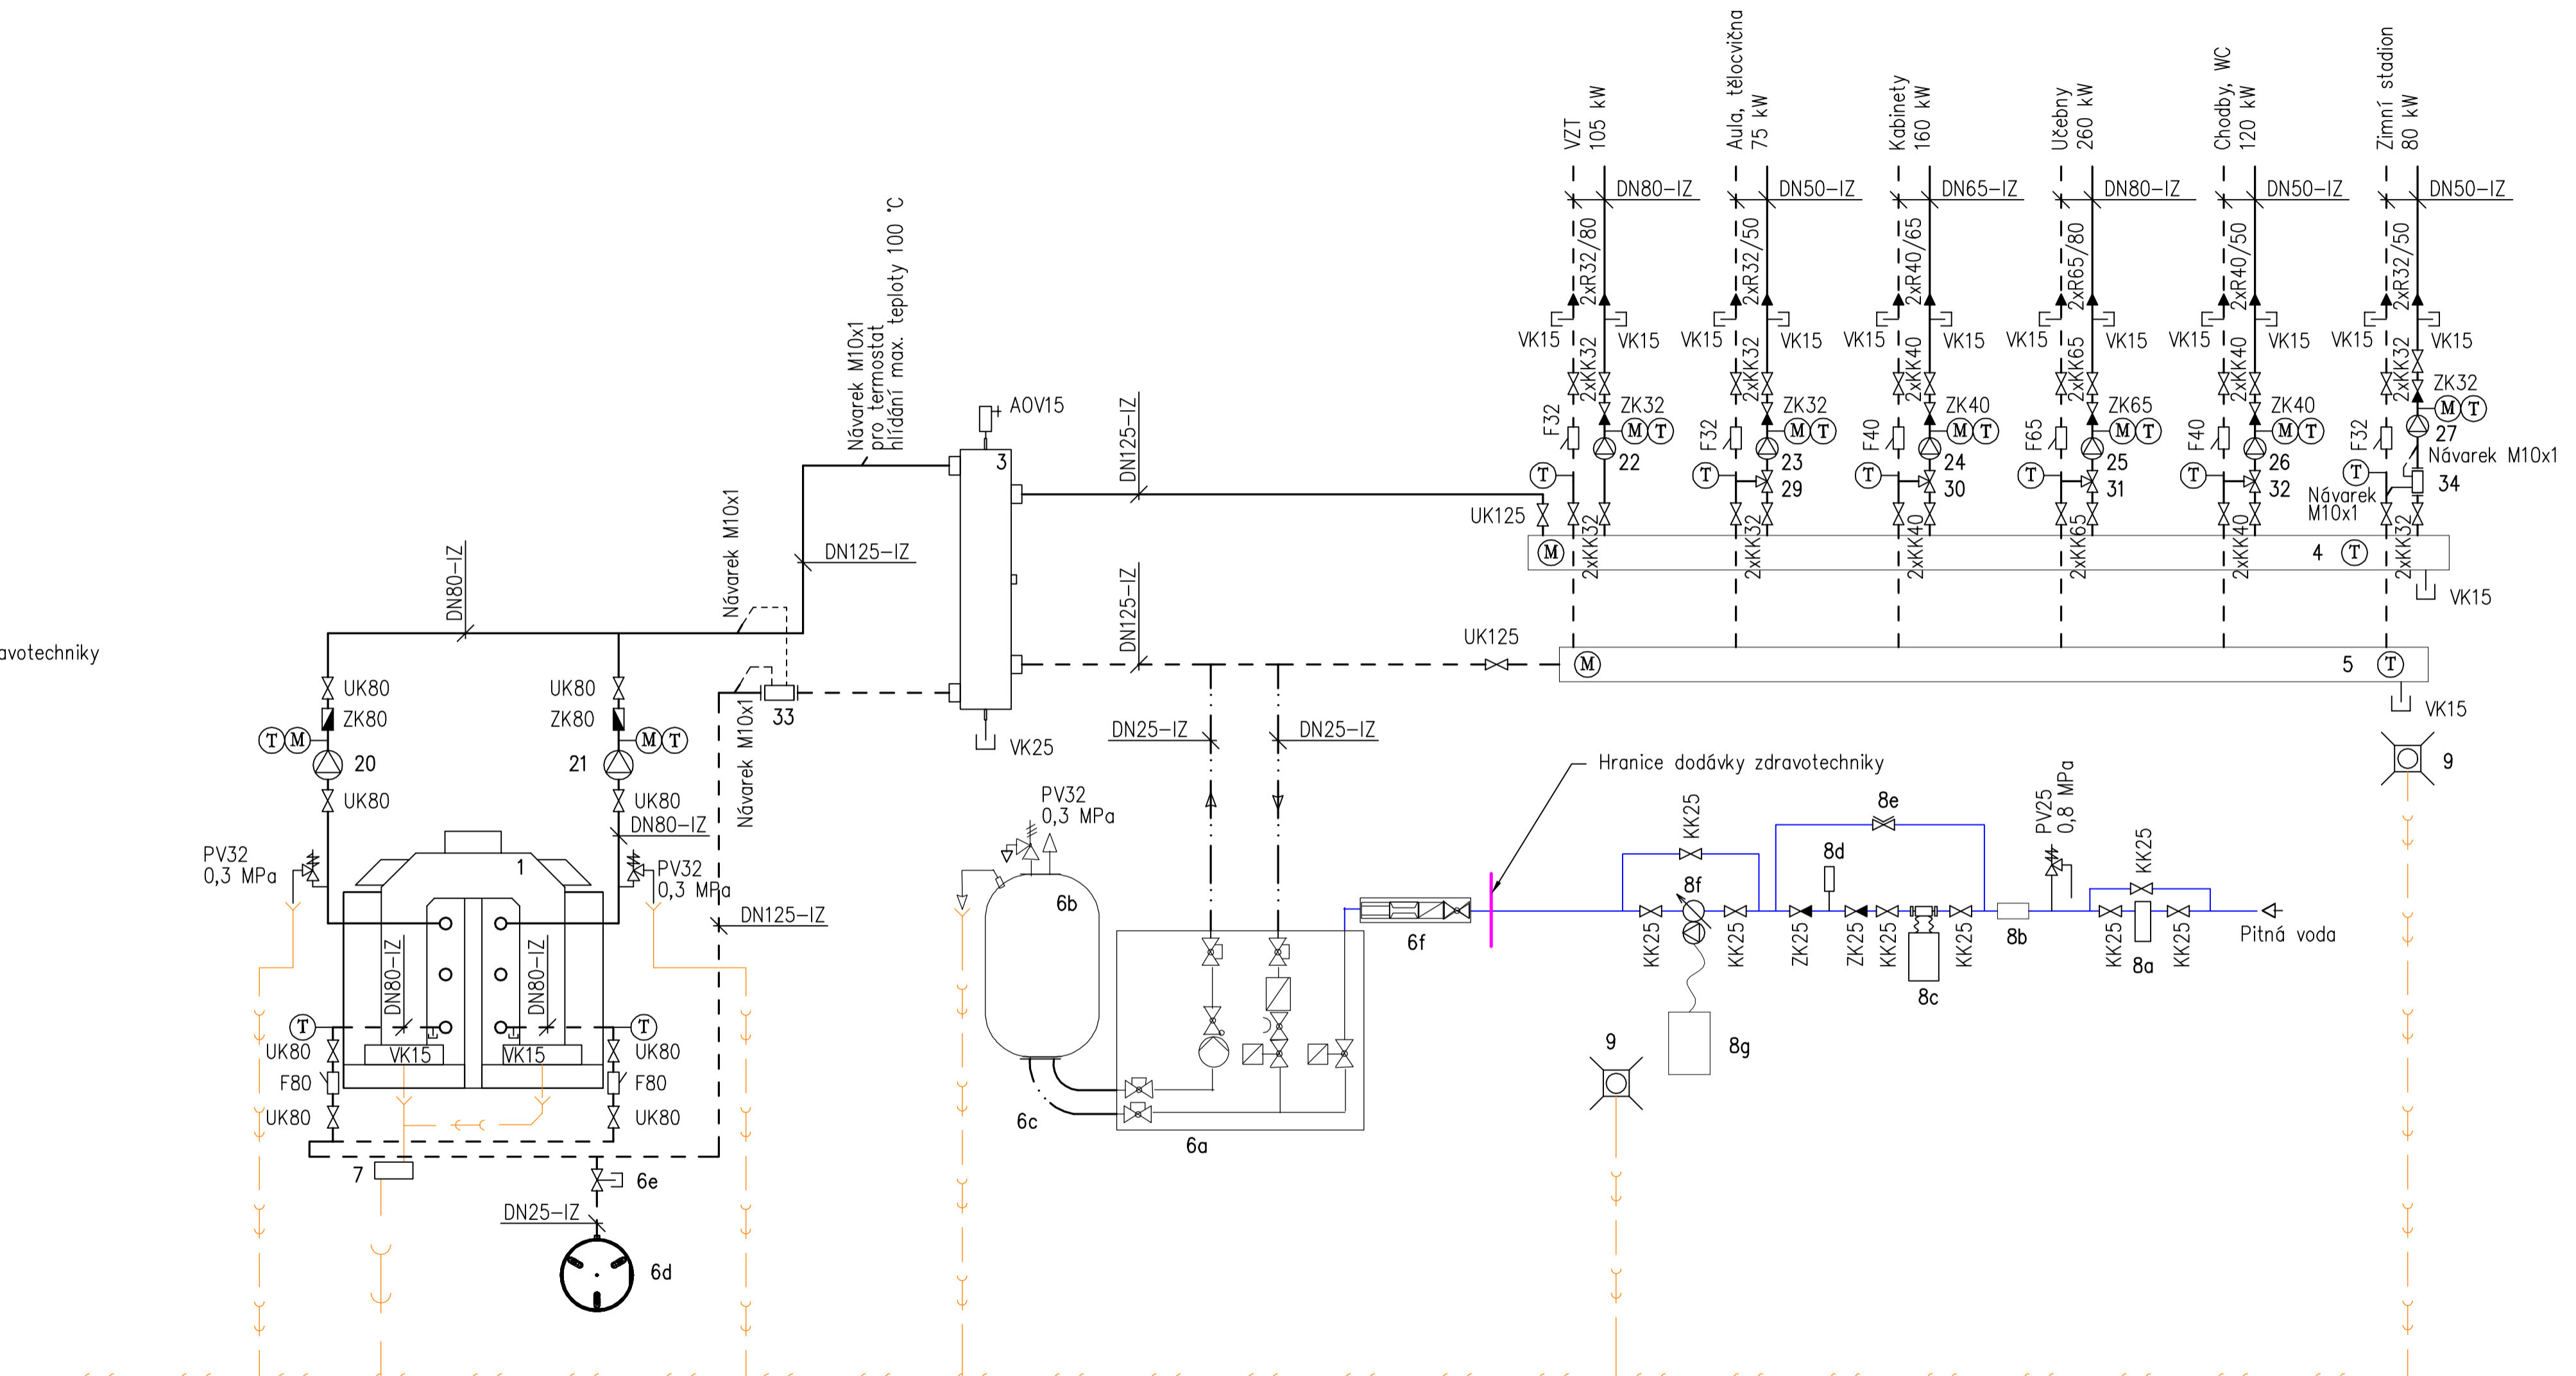 VZT
105 kW
Aula, tělocvična
75 kW
Kabinety
160 kW
Učebny
260 kW
Chodby, WC
120 kW
Zimní stadion
80 kW
DN80-IZ
DN50-IZ
DN65-IZ
DN80-IZ
DN50-IZ
DN50-IZ
2xR32/80
2xR32/50
2xR40/65
2xR65/80
2xR40/50
2xR32/50
VK15
VK15
VK15
VK15
VK15
VK15
VK15
VK15
VK15
VK15
VK15
VK15
2xKK32
2xKK32
2xKK40
2xKK65
2xKK40
2xKK32
F32
ZK32
M T
22
T
F32
ZK32
M T
23
T
29
F40
ZK40
M T
24
T
30
F65
ZK65
M T
25
T
31
F40
ZK40
M T
26
T
32
F32
ZK32
M T
27
T
Návarek M10x1
34
Návarek
M10x1
2xKK32
2xKK32
2xKK40
2xKK65
2xKK40
2xKK32
UK125
M
4
T
VK15
UK125
M
5
T
VK15
Návarek M10x1
pro termostat
hlídání max. teploty 100 °C
AOV15
3
DN125-IZ
DN125-IZ
VK25
Návarek M10x1
DN125-IZ
DN80-IZ
Návarek M10x1
33
avotechniky
UK80
ZK80
T M
20
UK80
UK80
ZK80
M T
21
UK80
DN80-IZ
PV32
0,3 MPa
1
PV32
0,3 MPa
DN125-IZ
DN80-IZ
DN80-IZ
T
T
UK80
VK15
VK15
UK80
F80
F80
UK80
UK80
7
6e
DN25-IZ
6d
DN25-IZ
DN25-IZ
PV32
0,3 MPa
6b
6c
6a
6f
Hranice dodávky zdravotechniky
KK25
8f
KK25
KK25
8g
8e
8d
ZK25
ZK25
KK25
8c
KK25
8b
PV25
0,8 MPa
KK25
KK25
8a
KK25
Pitná voda
9
9